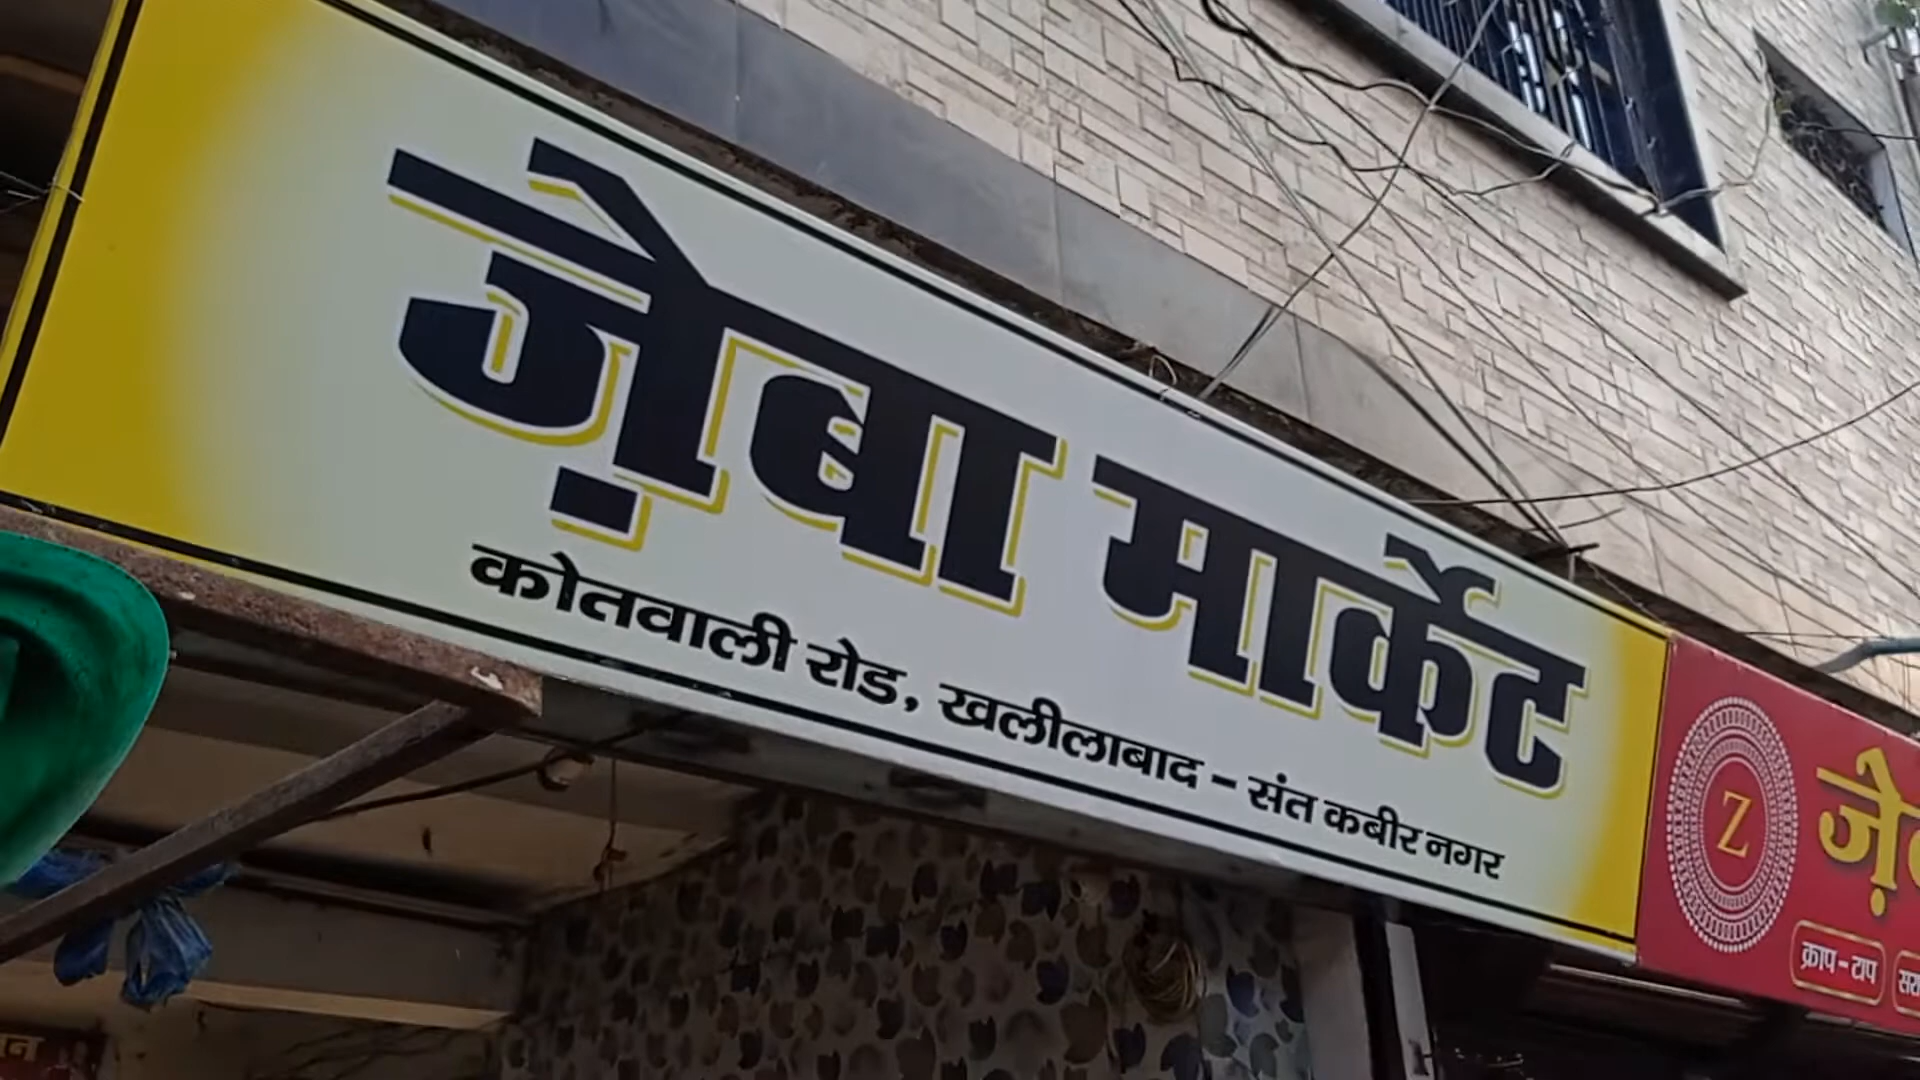 ज़ेबा मार्केट
कोतवाली रोड, खलीलाबाद - संत कबीर नगर
Z
क्राप - टाप